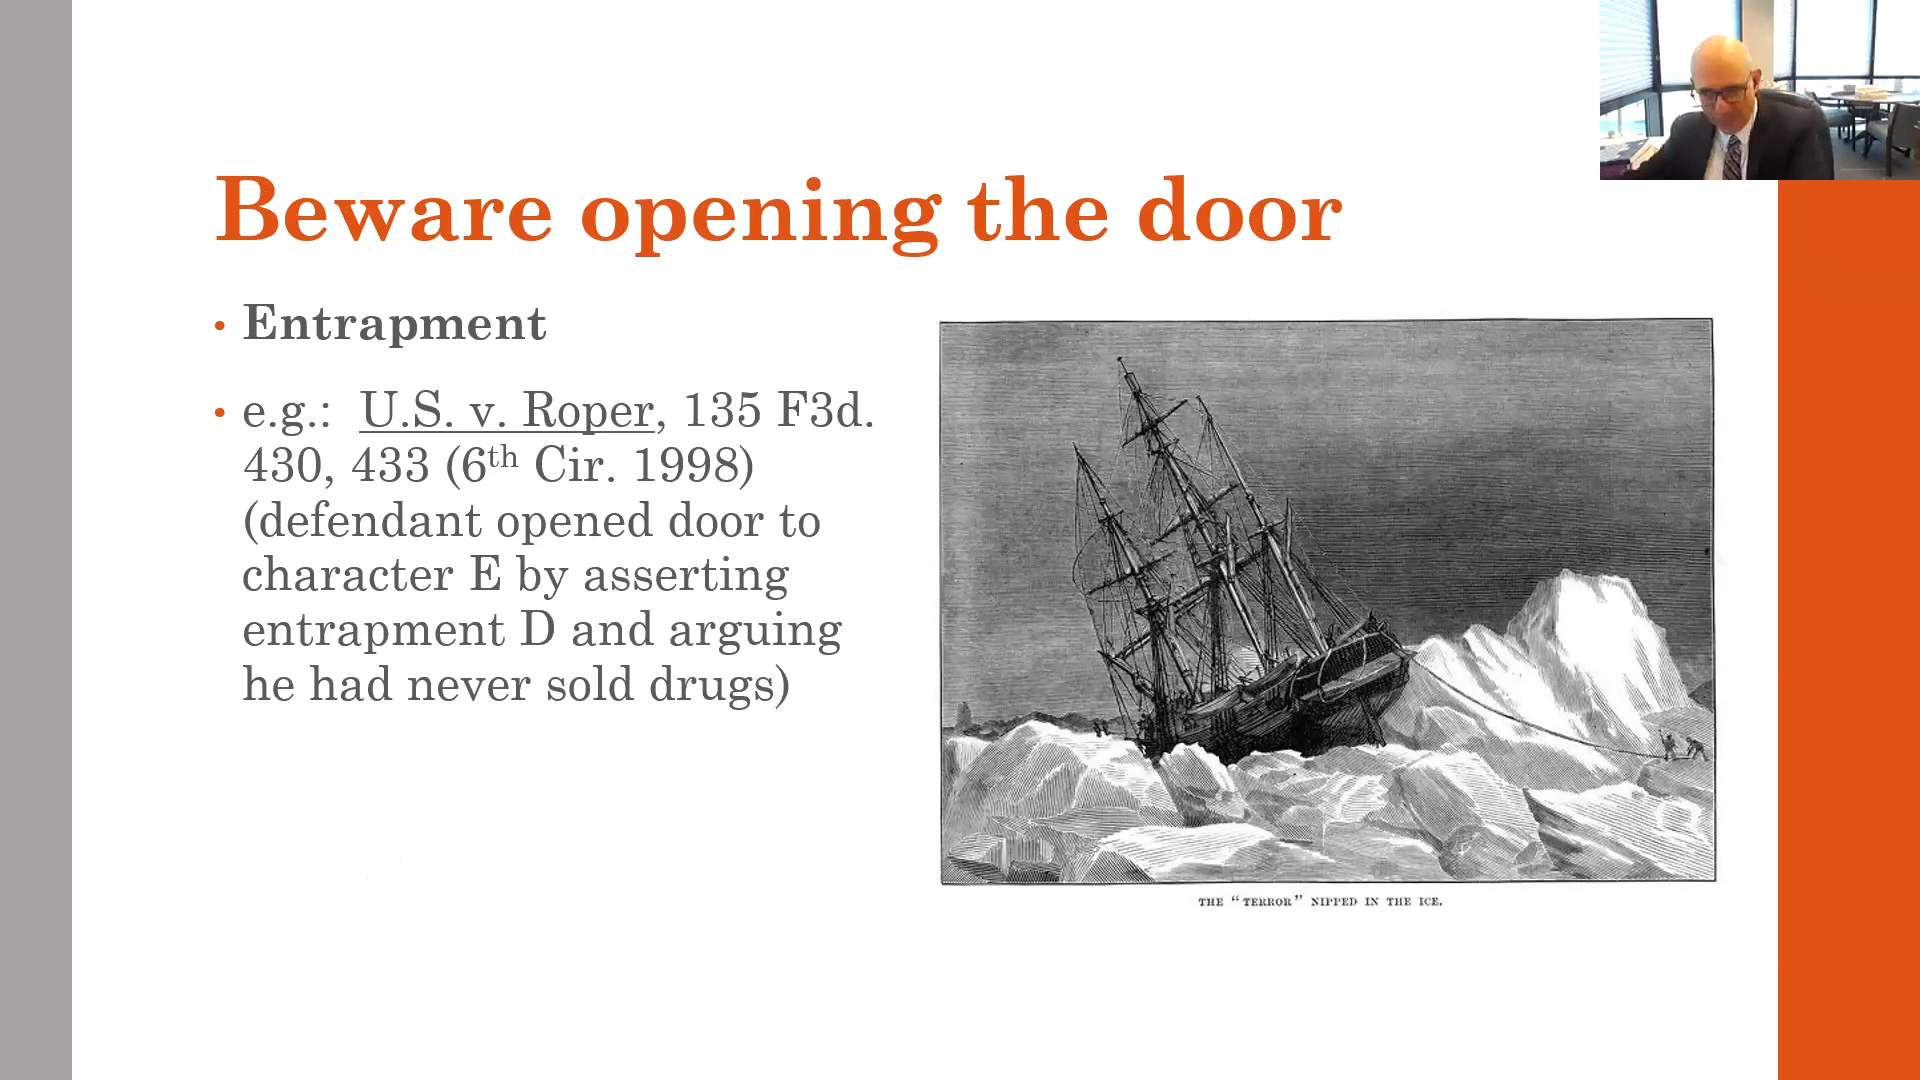 Beware opening the door
• Entrapment
• e.g.: U.S. v. Roper, 135 F3d.
430, 433 (6th Cir. 1998)
(defendant opened door to
character E by asserting
entrapment D and arguing
he had never sold drugs)
THE "TERROR" NIPPED IN THE ICE.